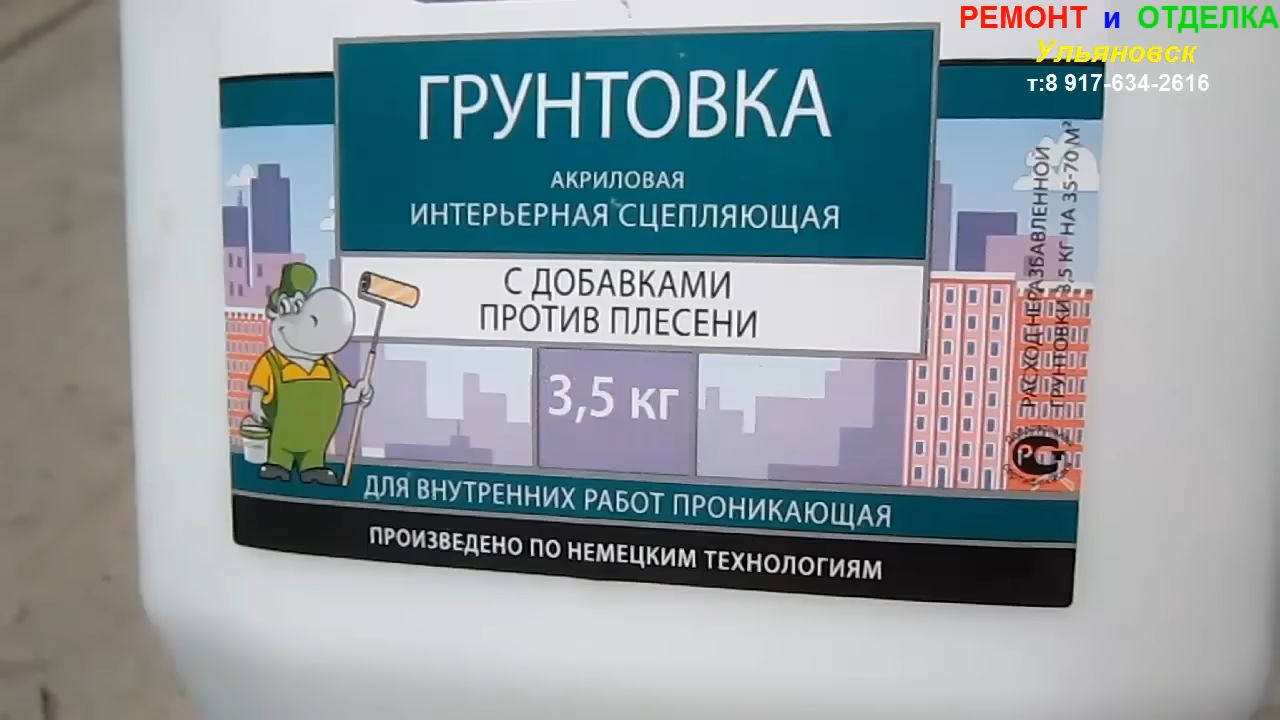 РЕМОНТ и ОТДЕЛКА
Ульяновск
т:8 917-634-2616
ГРУНТОВКА
АКРИЛОВАЯ
ИНТЕРЬЕРНАЯ СЦЕПЛЯЮЩАЯ
С ДОБАВКАМИ
ПРОТИВ ПЛЕСЕНИ
3,5 кг
ДЛЯ ВНУТРЕННИХ РАБОТ ПРОНИКАЮЩАЯ
ПРОИЗВЕДЕНО ПО НЕМЕЦКИМ ТЕХНОЛОГИЯМ
РАСХОД НЕРАЗБАВЛЕННОЙ
ГРУНТОВКИ 3,5 КГ НА 35-70 М²